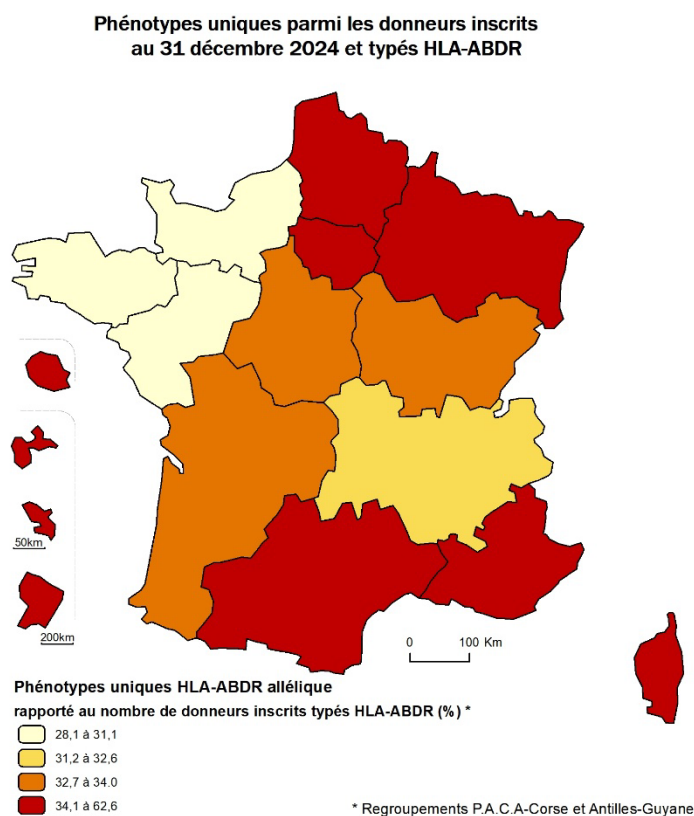 Phénotypes uniques parmi les donneurs inscrits
au 31 décembre 2024 et typés HLA-ABDR
50km
200km
0 100 Km
Phénotypes uniques HLA-ABDR allélique
rapporté au nombre de donneurs inscrits typés HLA-ABDR (%) *
28,1 à 31,1
31,2 à 32,6
32,7 à 34.0
34,1 à 62,6
* Regroupements P.A.C.A-Corse et Antilles-Guyane